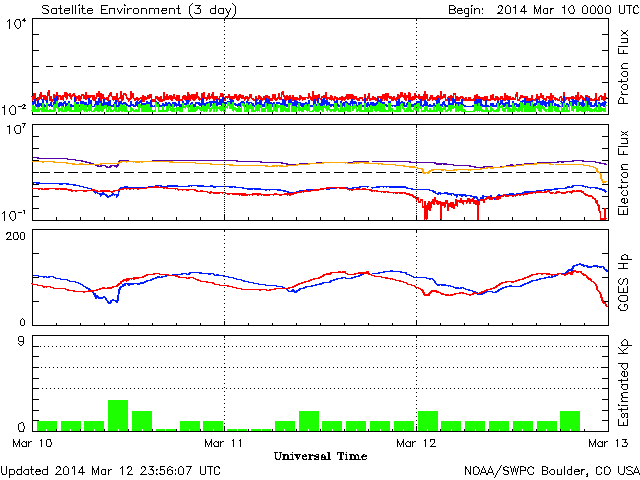 Satellite Environment (3 day) Begin: 2014 Mar 10 0000 UTC
10⁴
10⁻²
Proton Flux
10⁷
10⁻¹
Electron Flux
200
0
GOES Hp
9
0
Estimated Kp
Mar 10 Mar 11 Mar 12 Mar 13
Universal Time
Updated 2014 Mar 12 23:56:07 UTC NOAA/SWPC Boulder, CO USA